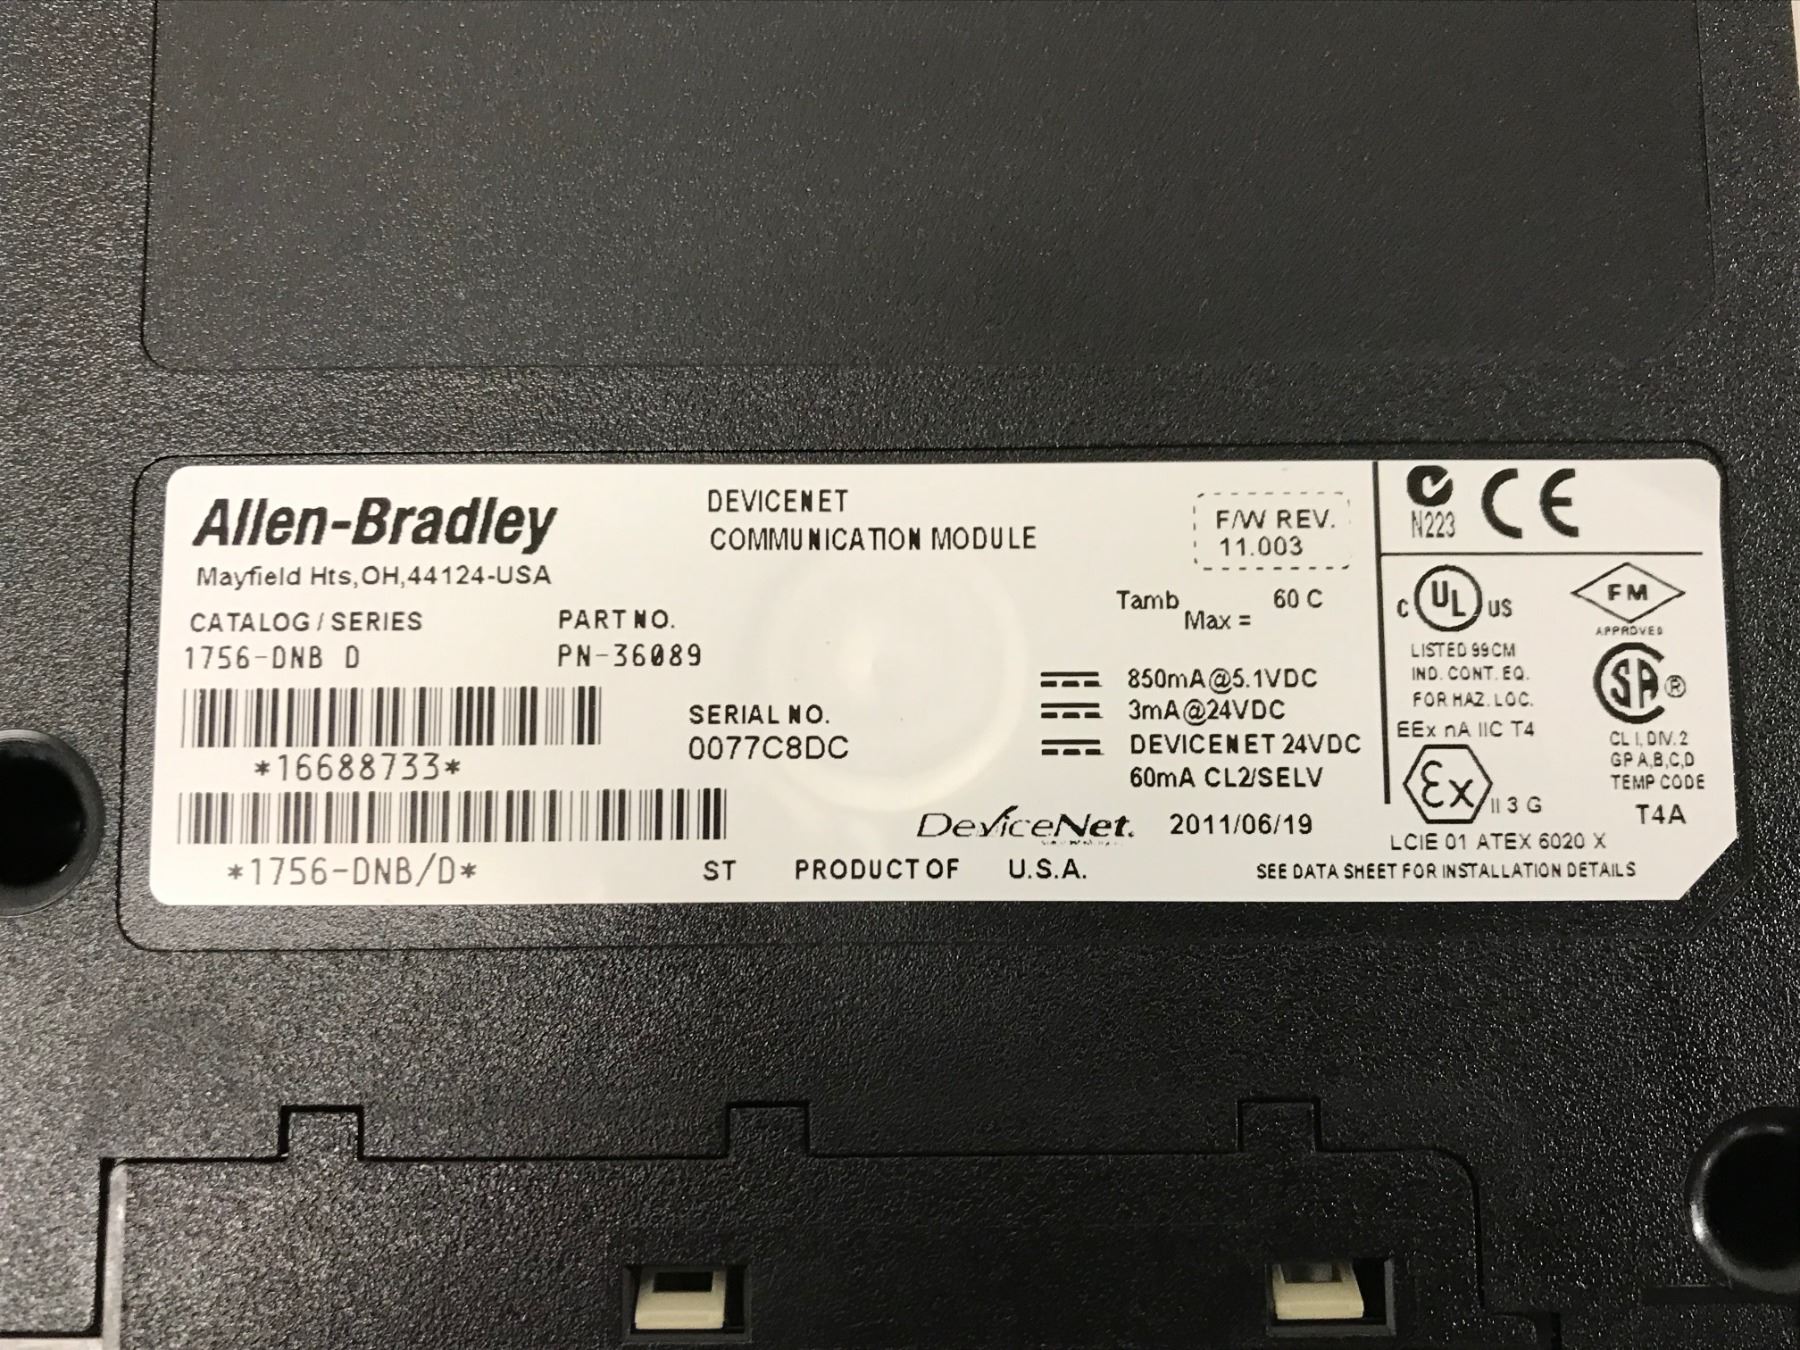 Allen-Bradley
Mayfield Hts,OH,44124-USA
CATALOG / SERIES
1756-DNB D
PART NO.
PN-36089
*16688733*
*1756-DNB/D*
DEVICENET
COMMUNICATION MODULE
SERIAL NO.
0077C8DC
F/W REV.
11.003
Tamb Max = 60 C
850mA@5.1VDC
3mA@24VDC
DEVICENET 24VDC
60mA CL2/SELV
DeviceNet. 2011/06/19
ST PRODUCT OF U.S.A.
N223
CE
C UL US
LISTED 99CM
IND. CONT. EQ.
FOR HAZ. LOC.
EEx nA IIC T4
Ex II 3 G
FM
APPROVED
SA ®
CL I, DIV. 2
GP A,B,C,D
TEMP CODE
T4A
LCIE 01 ATEX 6020 X
SEE DATA SHEET FOR INSTALLATION DETAILS